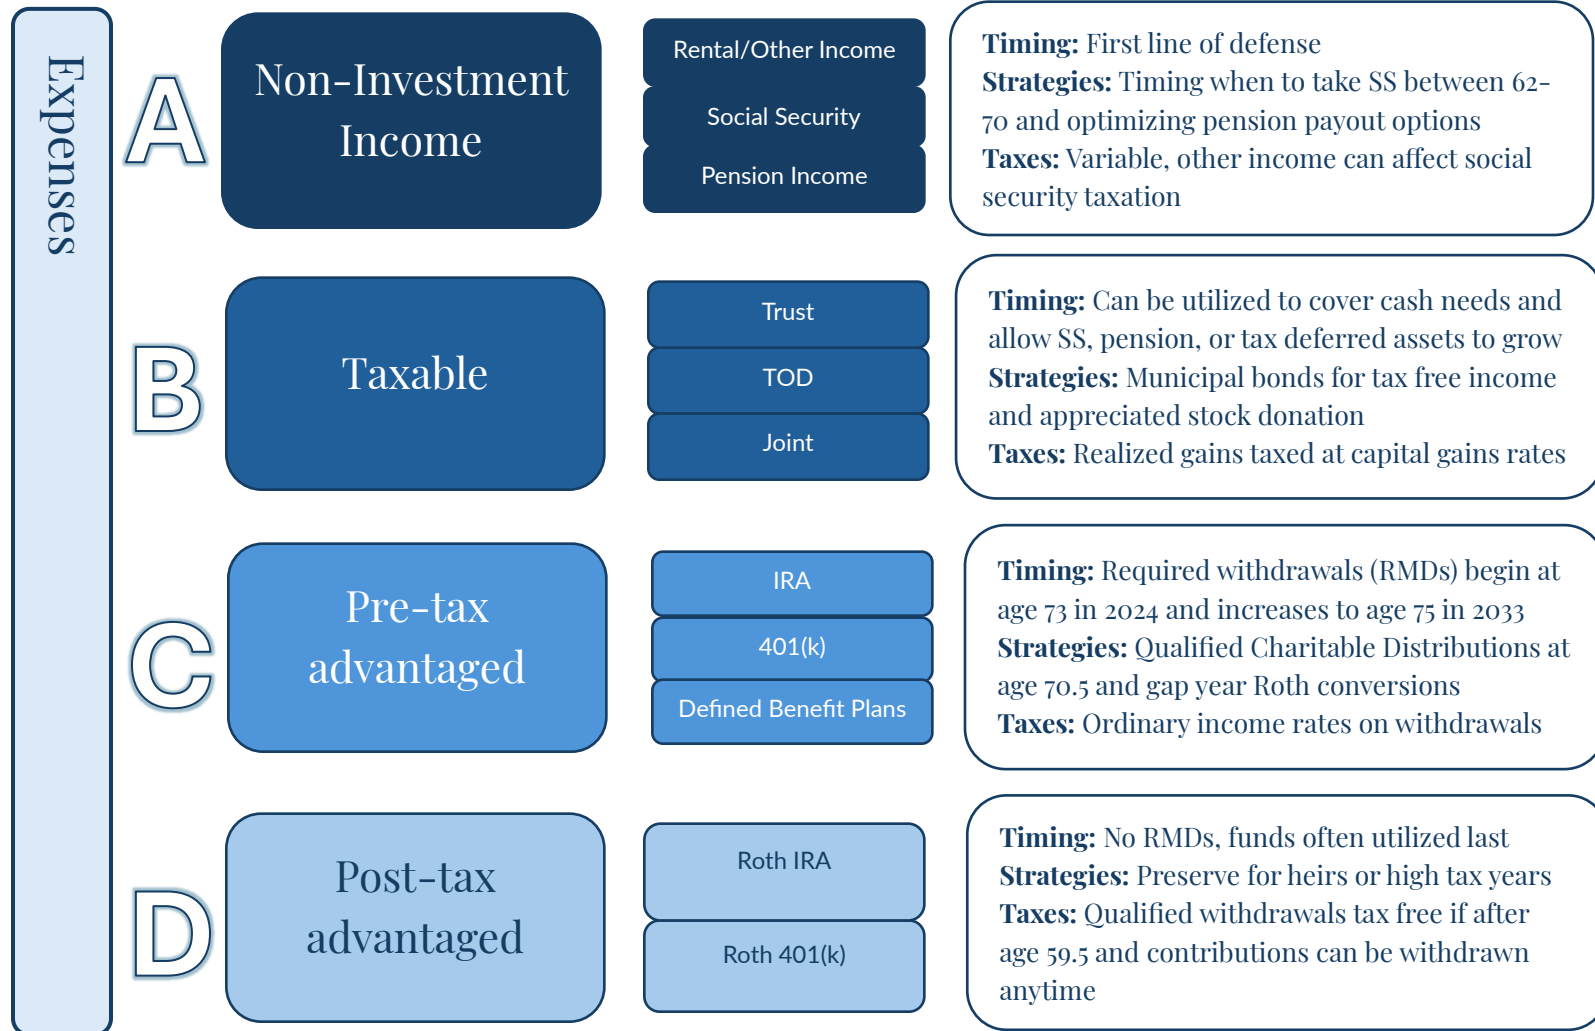 Expenses
A
Non-Investment
Income
Rental/Other Income
Social Security
Pension Income
Timing: First line of defense
Strategies: Timing when to take SS between 62-
70 and optimizing pension payout options
Taxes: Variable, other income can affect social
security taxation
B
Taxable
Trust
TOD
Joint
Timing: Can be utilized to cover cash needs and
allow SS, pension, or tax deferred assets to grow
Strategies: Municipal bonds for tax free income
and appreciated stock donation
Taxes: Realized gains taxed at capital gains rates
C
Pre-tax
advantaged
IRA
401(k)
Defined Benefit Plans
Timing: Required withdrawals (RMDs) begin at
age 73 in 2024 and increases to age 75 in 2033
Strategies: Qualified Charitable Distributions at
age 70.5 and gap year Roth conversions
Taxes: Ordinary income rates on withdrawals
D
Post-tax
advantaged
Roth IRA
Roth 401(k)
Timing: No RMDs, funds often utilized last
Strategies: Preserve for heirs or high tax years
Taxes: Qualified withdrawals tax free if after
age 59.5 and contributions can be withdrawn
anytime